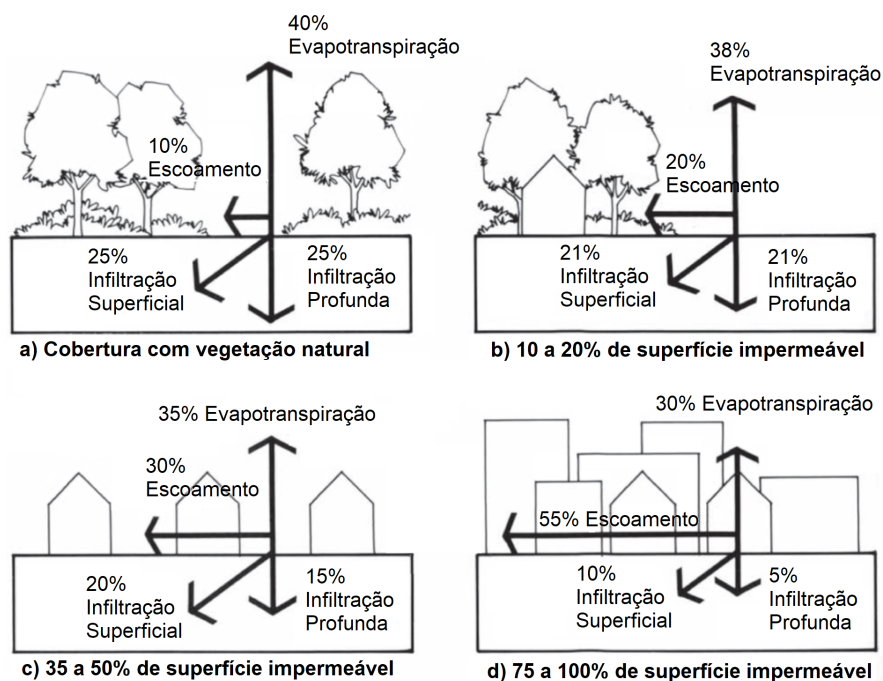 40%
Evapotranspiração
10%
Escoamento
25%
Infiltração
Superficial
25%
Infiltração
Profunda
a) Cobertura com vegetação natural
38%
Evapotranspiração
20%
Escoamento
21%
Infiltração
Superficial
21%
Infiltração
Profunda
b) 10 a 20% de superfície impermeável
35% Evapotranspiração
30%
Escoamento
20%
Infiltração
Superficial
15%
Infiltração
Profunda
c) 35 a 50% de superfície impermeável
30% Evapotranspiração
55% Escoamento
10%
Infiltração
Superficial
5%
Infiltração
Profunda
d) 75 a 100% de superfície impermeável